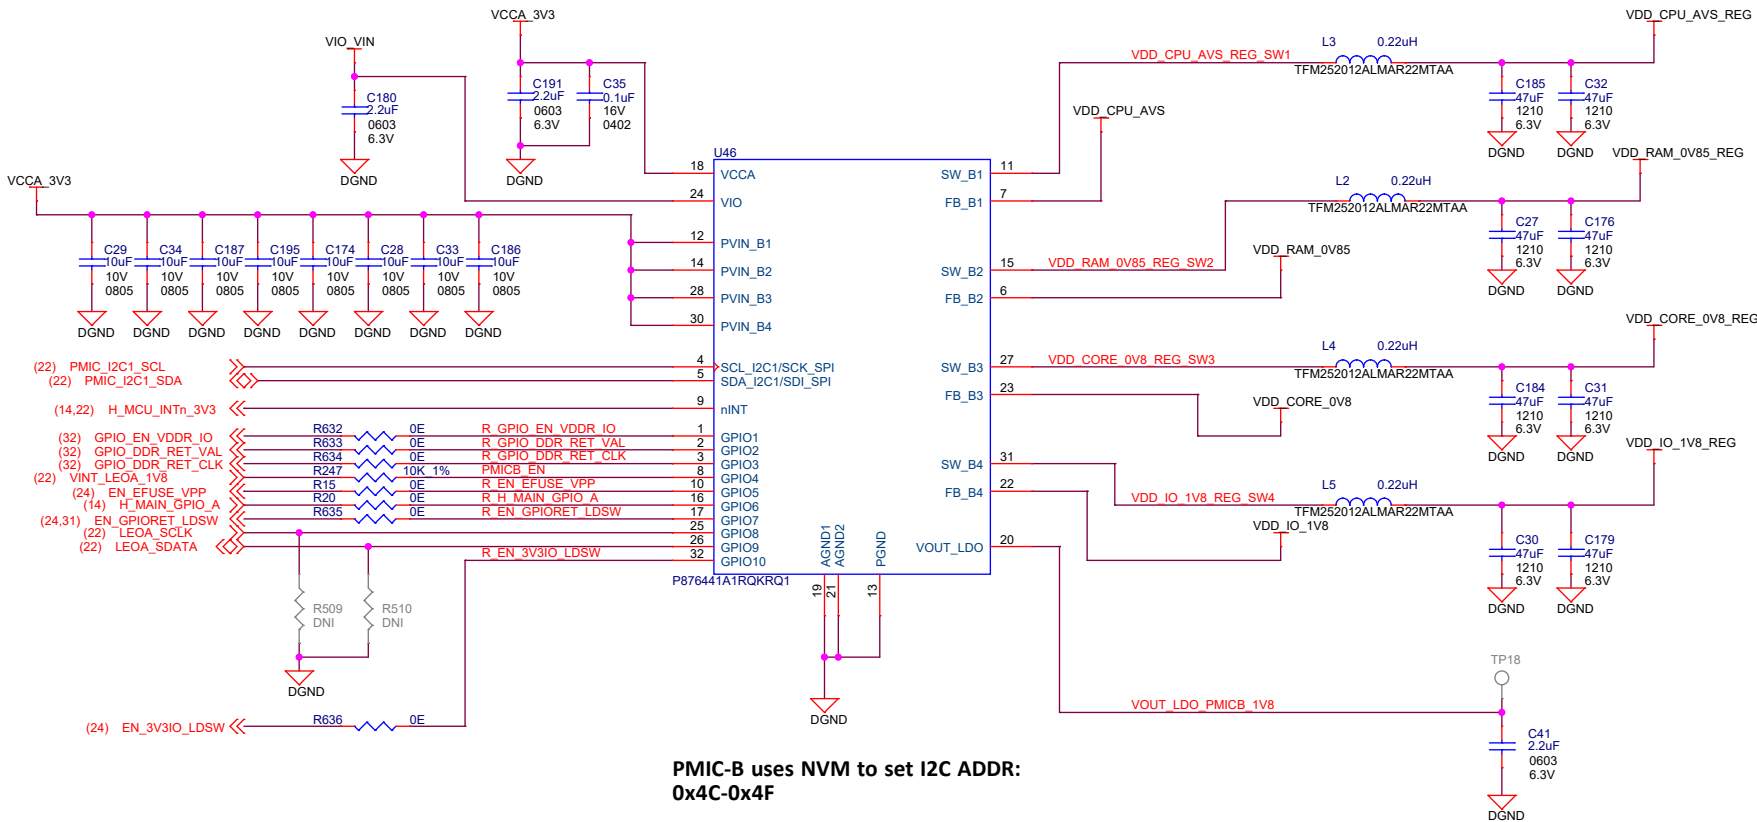 VCCA_3V3
VIO_VIN
VDD_CPU_AVS_REG
C180
2.2uF
0603
6.3V
DGND
C191
2.2uF
0603
6.3V
DGND
C35
0.1uF
16V
0402
VDD_CPU_AVS_REG_SW1
L3 0.22uH
TFM252012ALMAR22MTAA
C185
47uF
1210
6.3V
DGND
C32
47uF
1210
6.3V
DGND
VDD_CPU_AVS
VCCA_3V3
C29
10uF
10V
0805
DGND
C34
10uF
10V
0805
DGND
C187
10uF
10V
0805
DGND
C195
10uF
10V
0805
DGND
C174
10uF
10V
0805
DGND
C28
10uF
10V
0805
DGND
C33
10uF
10V
0805
DGND
C186
10uF
10V
0805
DGND
U46
18 VCCA
24 VIO
12 PVIN_B1
14 PVIN_B2
28 PVIN_B3
30 PVIN_B4
4 SCL_I2C1/SCK_SPI
5 SDA_I2C1/SDI_SPI
9 nINT
1 GPIO1
2 GPIO2
3 GPIO3
8 GPIO4
10 GPIO5
16 GPIO6
17 GPIO7
25 GPIO8
26 GPIO9
32 GPIO10
SW_B1 11
FB_B1 7
SW_B2 15
FB_B2 6
SW_B3 27
FB_B3 23
SW_B4 31
FB_B4 22
VOUT_LDO 20
AGND1 19
AGND2 21
PGND 13
P876441A1RQKRQ1
DGND
(22) PMIC_I2C1_SCL
(22) PMIC_I2C1_SDA
(14,22) H_MCU_INTn_3V3
(32) GPIO_EN_VDDR_IO R632 0E R_GPIO_EN_VDDR_IO
(32) GPIO_DDR_RET_VAL R633 0E R_GPIO_DDR_RET_VAL
(32) GPIO_DDR_RET_CLK R634 0E R_GPIO_DDR_RET_CLK
(22) VINT_LEOA_1V8 R247 10K_1% PMICB_EN
(24) EN_EFUSE_VPP R15 0E R_EN_EFUSE_VPP
(14) H_MAIN_GPIO_A R20 0E R_H_MAIN_GPIO_A
(24,31) EN_GPIORET_LDSW R635 0E R_EN_GPIORET_LDSW
(22) LEOA_SCLK
(22) LEOA_SDATA
R_EN_3V3IO_LDSW
R509
DNI
R510
DNI
DGND
(24) EN_3V3IO_LDSW R636 0E
VDD_RAM_0V85_REG
L2 0.22uH
TFM252012ALMAR22MTAA
VDD_RAM_0V85_REG_SW2
VDD_RAM_0V85
C27
47uF
1210
6.3V
DGND
C176
47uF
1210
6.3V
DGND
VDD_CORE_0V8_REG
L4 0.22uH
VDD_CORE_0V8_REG_SW3
TFM252012ALMAR22MTAA
VDD_CORE_0V8
C184
47uF
1210
6.3V
DGND
C31
47uF
1210
6.3V
DGND
VDD_IO_1V8_REG
L5 0.22uH
VDD_IO_1V8_REG_SW4
TFM252012ALMAR22MTAA
VDD_IO_1V8
C30
47uF
1210
6.3V
DGND
C179
47uF
1210
6.3V
DGND
TP18
VOUT_LDO_PMICB_1V8
C41
2.2uF
0603
6.3V
DGND
PMIC-B uses NVM to set I2C ADDR:
0x4C-0x4F